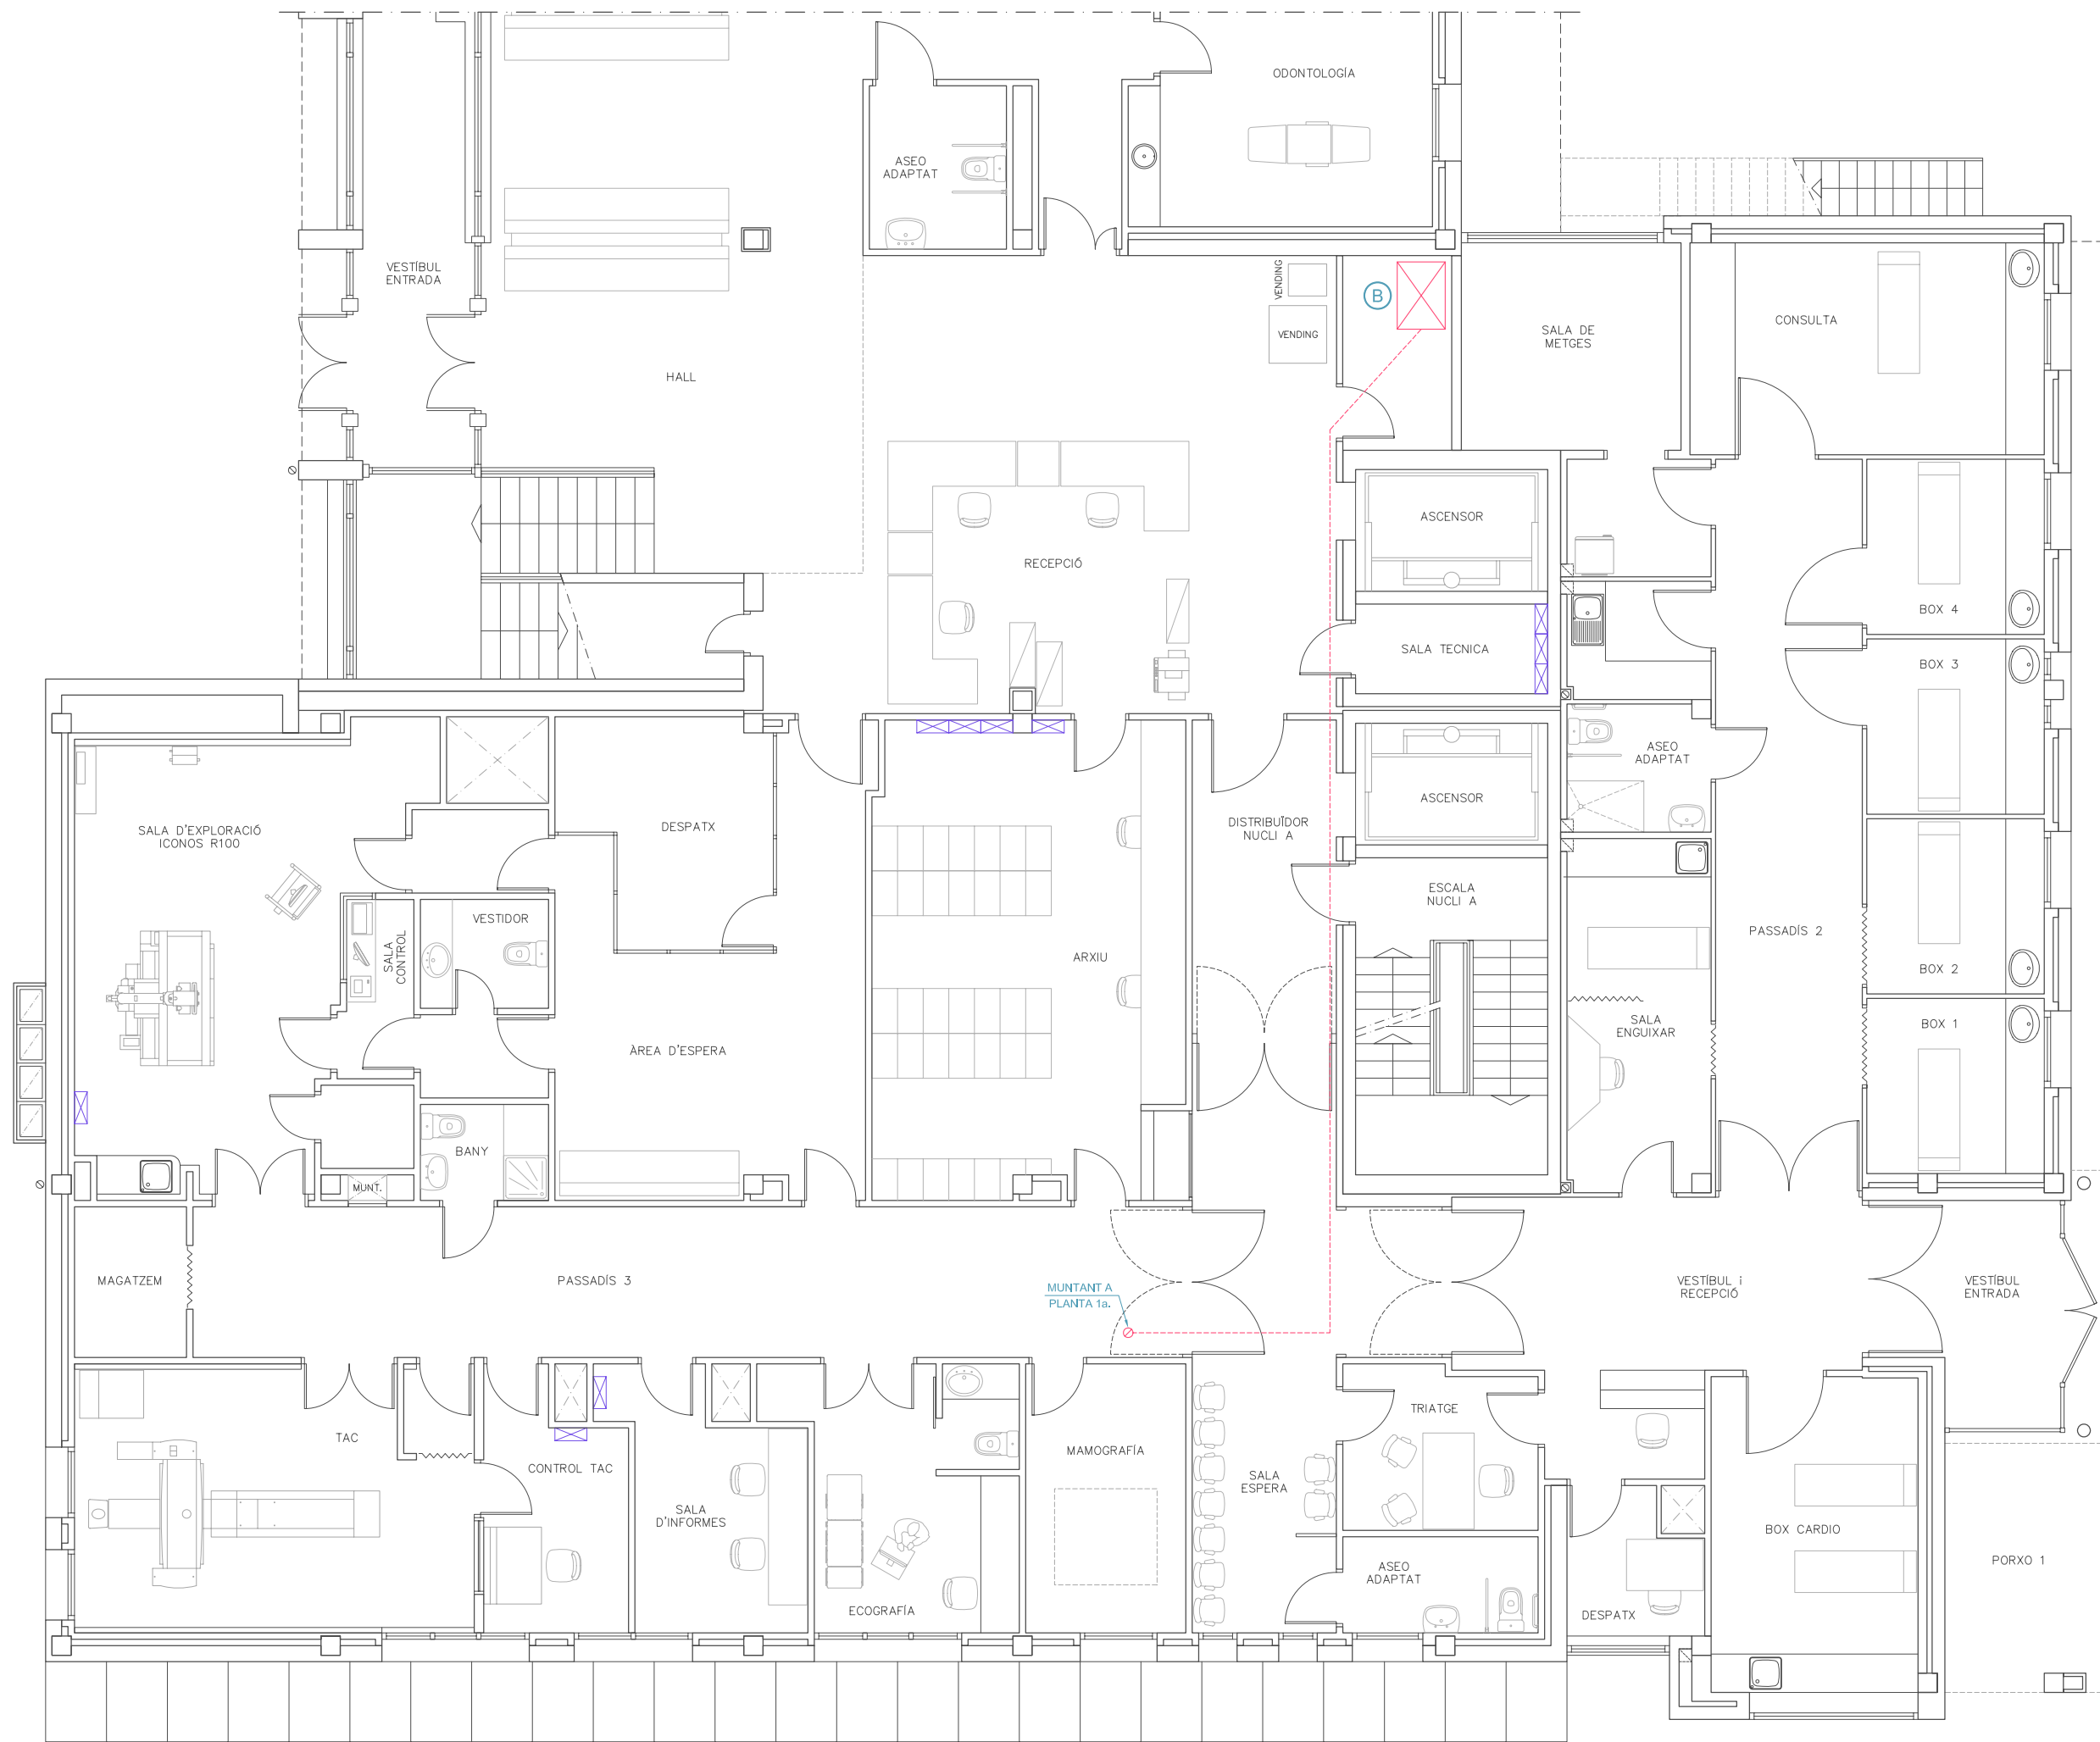 ODONTOLOGÍA
ASEO
ADAPTAT
VESTÍBUL
ENTRADA
VENDING
VENDING
B
SALA DE
METGES
CONSULTA
HALL
ASCENSOR
RECEPCIÓ
SALA TECNICA
BOX 4
BOX 3
ASEO
ADAPTAT
ASCENSOR
SALA D'EXPLORACIÓ
ICONOS R100
DESPATX
DISTRIBUÏDOR
NUCLI A
ESCALA
NUCLI A
VESTIDOR
SALA
CONTROL
ARXIU
PASSADÍS 2
BOX 2
SALA
ENGUIXAR
BOX 1
ÀREA D'ESPERA
BANY
MUNT.
MAGATZEM
PASSADÍS 3
MUNTANT A
PLANTA 1a.
VESTÍBUL i
RECEPCIÓ
VESTÍBUL
ENTRADA
TAC
CONTROL TAC
SALA
D'INFORMES
MAMOGRAFÍA
TRIATGE
SALA
ESPERA
BOX CARDIO
PORXO 1
ASEO
ADAPTAT
ECOGRAFÍA
DESPATX